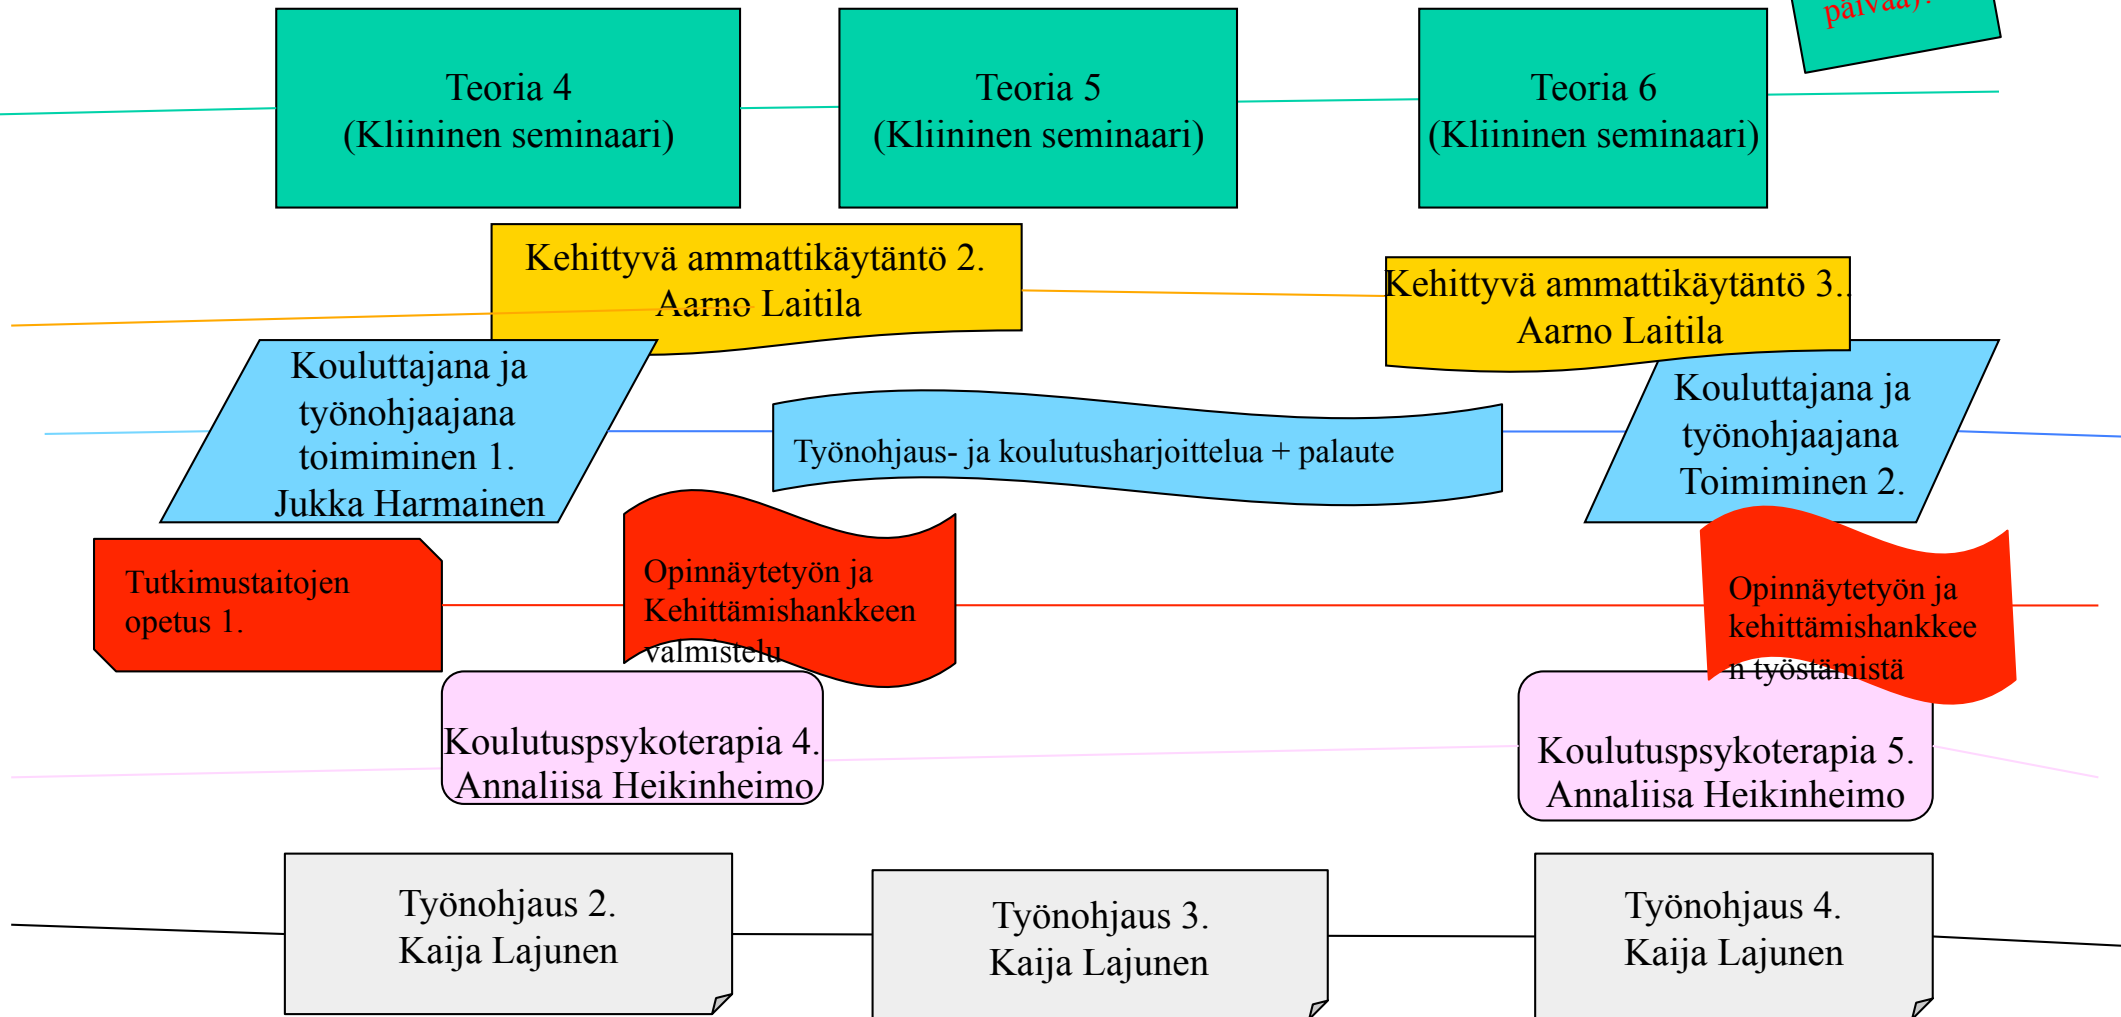 päivää).
Teoria 4
(Kliininen seminaari)
Teoria 5
(Kliininen seminaari)
Teoria 6
(Kliininen seminaari)
Kehittyvä ammattikäytäntö 2.
Aarno Laitila
Kehittyvä ammattikäytäntö 3..
Aarno Laitila
Kouluttajana ja
työnohjaajana
toimiminen 1.
Jukka Harmainen
Työnohjaus- ja koulutusharjoittelua + palaute
Kouluttajana ja
työnohjaajana
Toimiminen 2.
Tutkimustaitojen
opetus 1.
Opinnäytetyön ja
Kehittämishankkeen
valmistelu
Opinnäytetyön ja
kehittämishankkee
n työstämistä
Koulutuspsykoterapia 4.
Annaliisa Heikinheimo
Koulutuspsykoterapia 5.
Annaliisa Heikinheimo
Työnohjaus 2.
Kaija Lajunen
Työnohjaus 3.
Kaija Lajunen
Työnohjaus 4.
Kaija Lajunen